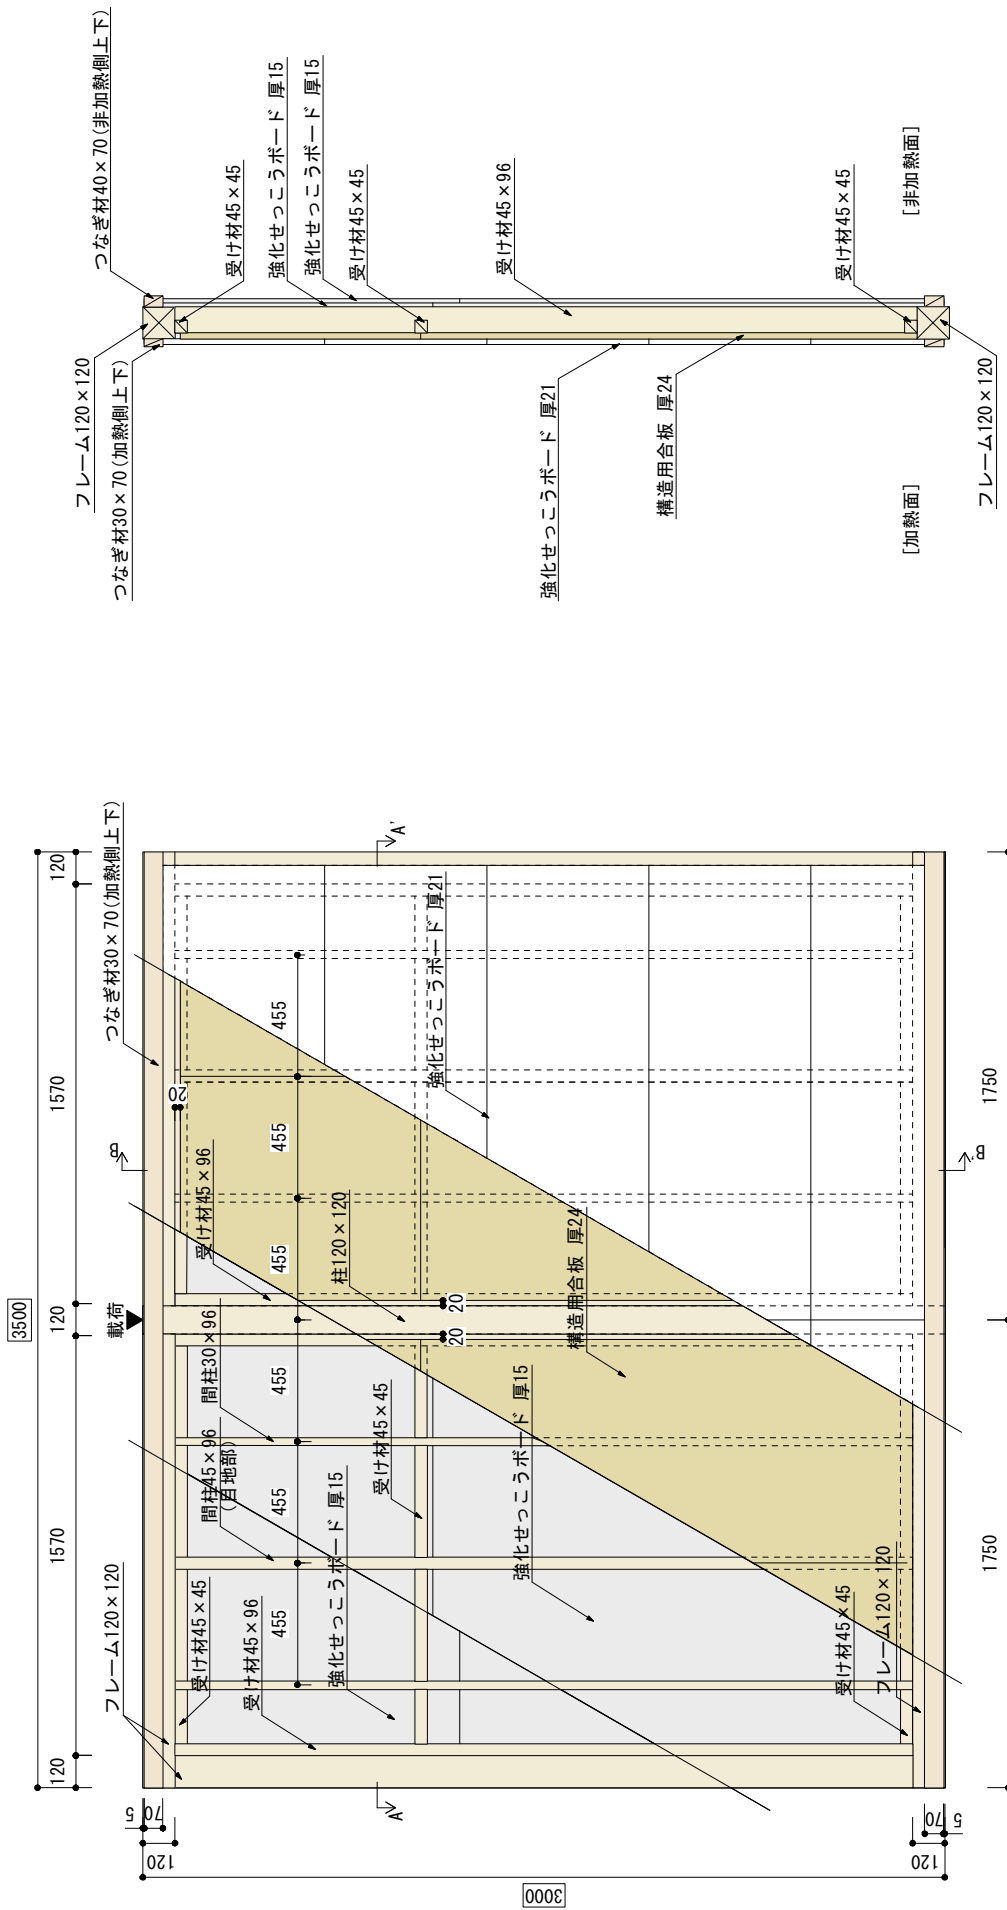 3500
120
1570
120
1570
120
フレーム120×120
載荷
つなぎ材30×70(加熱側上下)
5
70
120
3000
120
70
5
B
受け材45×45
受け材45×96
間柱45×96
(目地部)
間柱30×96
受け材45×96
20
455
455
455
455
455
455
強化せっこうボード 厚15
柱120×120
A
A'
受け材45×45
20
20
強化せっこうボード 厚21
強化せっこうボード 厚15
構造用合板 厚24
受け材45×45
フレーム120×120
B'
1750
1750
フレーム120×120
つなぎ材30×70(加熱側上下)
つなぎ材40×70(非加熱側上下)
受け材45×45
強化せっこうボード 厚15
強化せっこうボード 厚15
受け材45×45
受け材45×96
強化せっこうボード 厚21
構造用合板 厚24
受け材45×45
[加熱面]
[非加熱面]
フレーム120×120